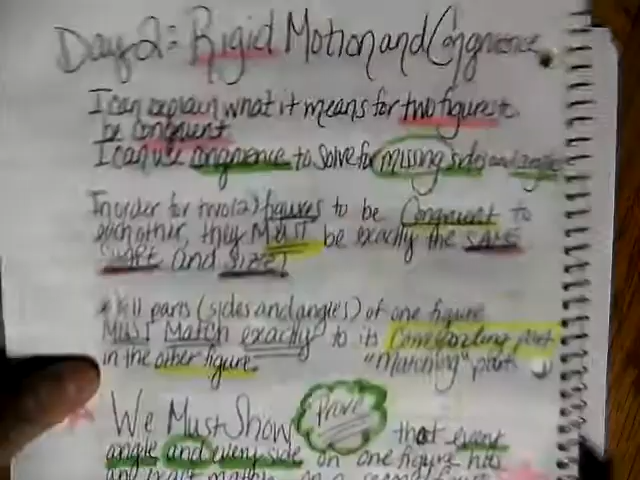 Day 2: Rigid Motion and Congruence
I can explain what it means for two figures to
be congruent
I can use congruence to solve for missing sides and angles
In order for two (2) figures to be Congruent to
each other, they MUST be exactly the SAME
SHAPE and SIZE!
* All parts (sides and angles) of one figure
MUST Match exactly to its Corresponding part
in the other figure. "Matching" part
We Must Show Prove that every
angle and every side on one figure has